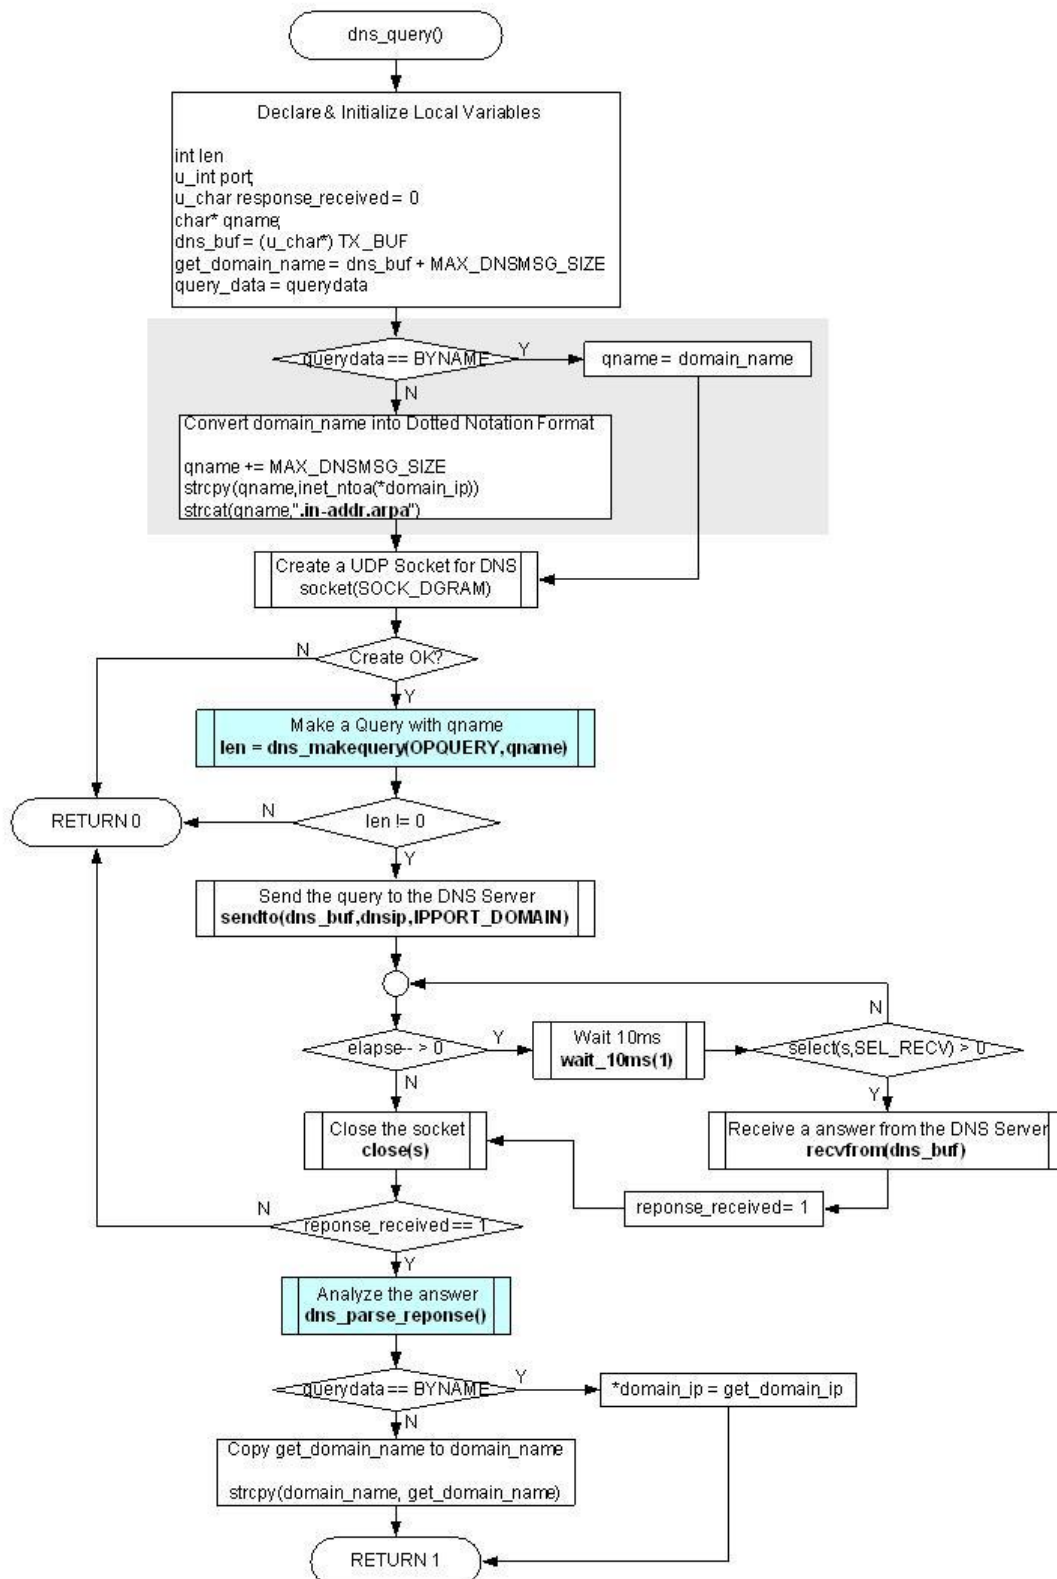 dns_query()
Declare & Initialize Local Variables
int len
u_int port;
u_char response_received = 0
char* qname;
dns_buf = (u_char*) TX_BUF
get_domain_name = dns_buf + MAX_DNSMSG_SIZE
query_data = querydata
querydata == BYNAME
Y
qname = domain_name
N
Convert domain_name into Dotted Notation Format
qname += MAX_DNSMSG_SIZE
strcpy(qname,inet_ntoa(*domain_ip))
strcat(qname,".in-addr.arpa")
Create a UDP Socket for DNS
socket(SOCK_DGRAM)
N
Create OK?
Y
Make a Query with qname
len = dns_makequery(OPQUERY,qname)
RETURN 0
N
len != 0
Y
Send the query to the DNS Server
sendto(dns_buf,dnsip,IPPORT_DOMAIN)
N
elapse-- > 0
Y
Wait 10ms
wait_10ms(1)
select(s,SEL_RECV) > 0
N
Y
Close the socket
close(s)
Receive a answer from the DNS Server
recvfrom(dns_buf)
reponse_received = 1
N
reponse_received == 1
Y
Analyze the answer
dns_parse_reponse()
querydata == BYNAME
Y
*domain_ip = get_domain_ip
N
Copy get_domain_name to domain_name
strcpy(domain_name, get_domain_name)
RETURN 1